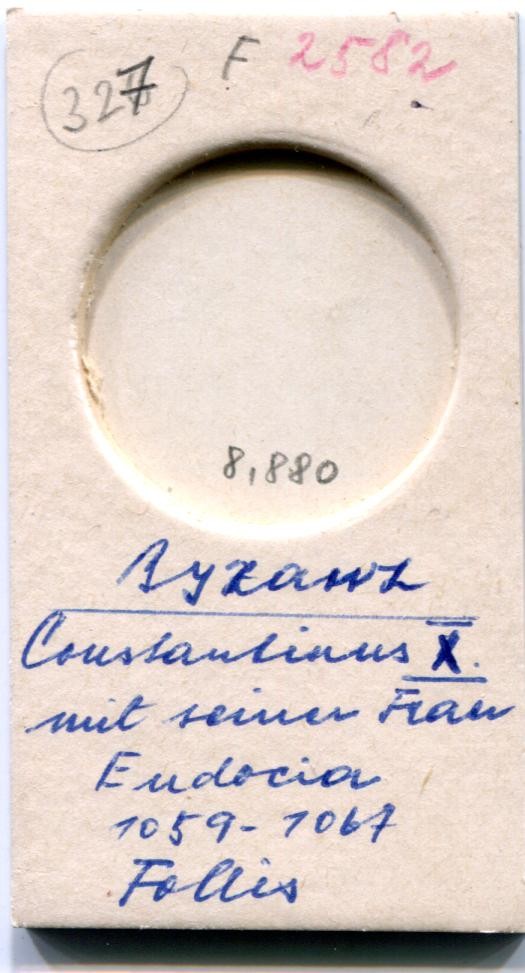 327 F 2582
8,880
Byzanz
Constantinus X.
mit seiner Frau
Eudocia
1059-1067
Follis